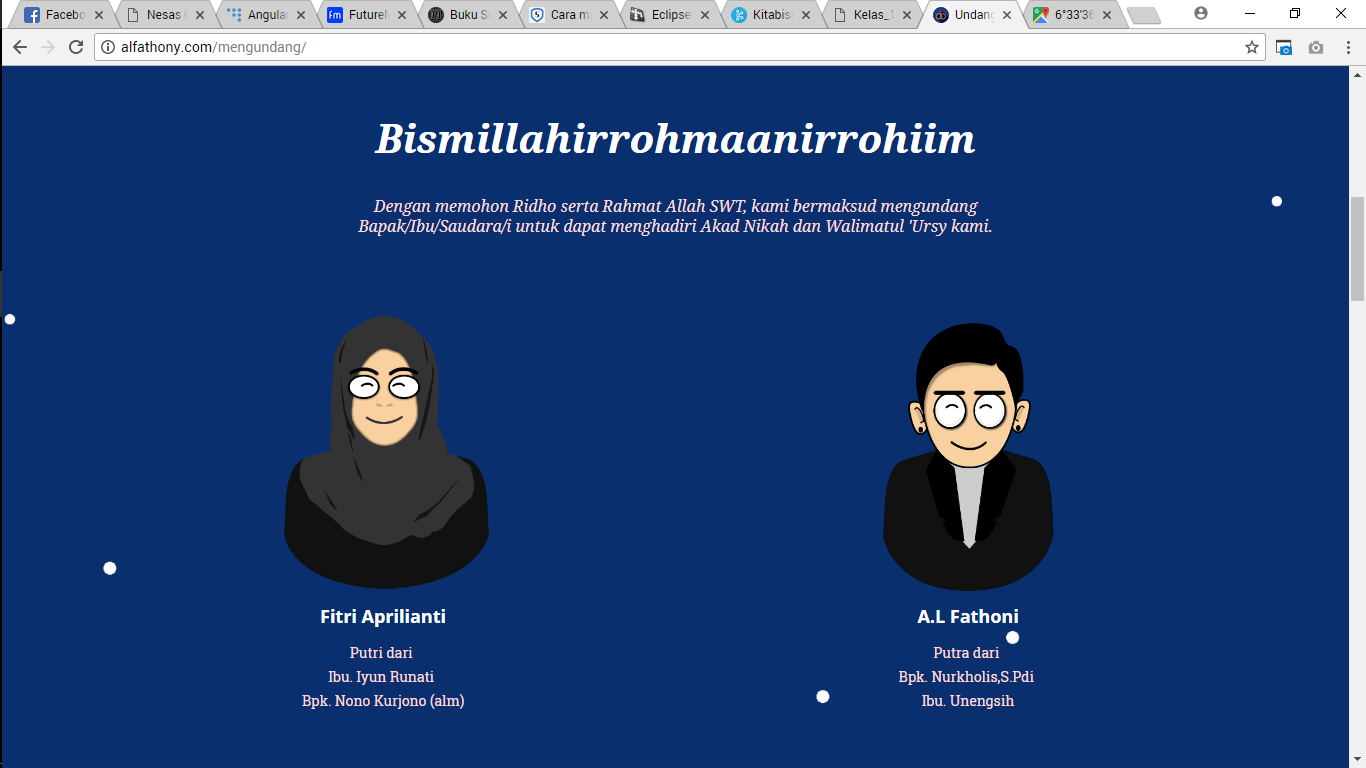 Facebo
Nesas
Angular
Future
Buku S
Cara m
Eclipse
Kitabis
Kelas_1
Undang
6°33'36
alfathony.com/mengundang/
Bismillahirrohmaanirrohiim
Dengan memohon Ridho serta Rahmat Allah SWT, kami bermaksud mengundang
Bapak/Ibu/Saudara/i untuk dapat menghadiri Akad Nikah dan Walimatul 'Ursy kami.
Fitri Aprilianti
Putri dari
Ibu. Iyun Runati
Bpk. Nono Kurjono (alm)
A.L Fathoni
Putra dari
Bpk. Nurkholis,S.Pdi
Ibu. Unengsih